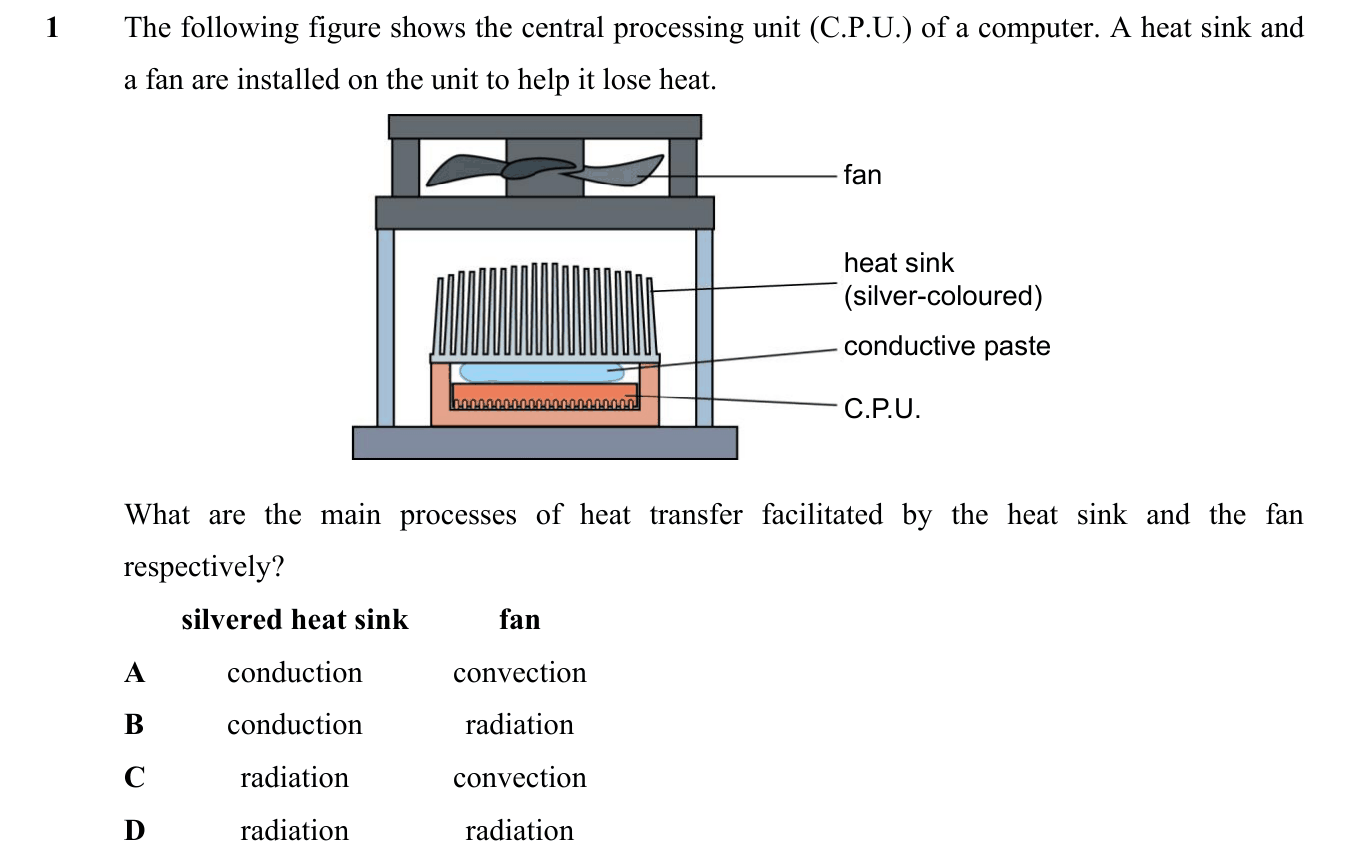 1 The following figure shows the central processing unit (C.P.U.) of a computer. A heat sink and
a fan are installed on the unit to help it lose heat.
fan
heat sink
(silver-coloured)
conductive paste
C.P.U.
What are the main processes of heat transfer facilitated by the heat sink and the fan
respectively?
silvered heat sink fan
A conduction convection
B conduction radiation
C radiation convection
D radiation radiation